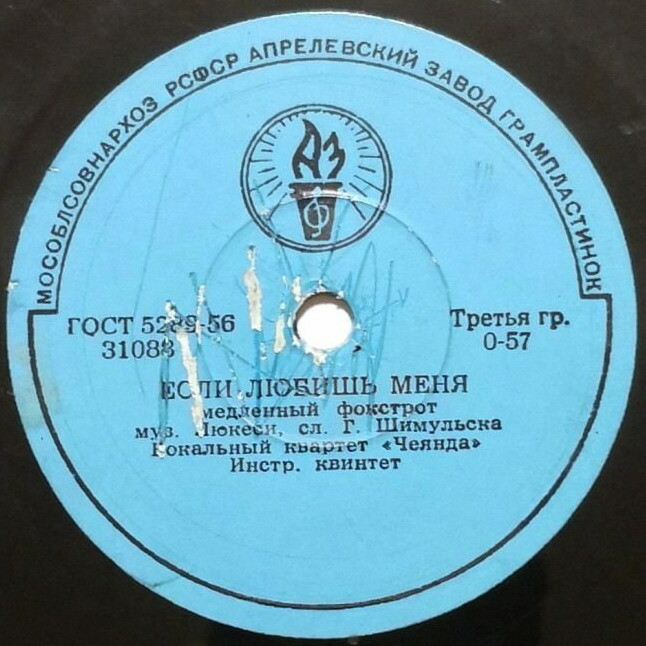 МОСОБЛСОВНАРХОЗ РСФСР АПРЕЛЕВСКИЙ ЗАВОД ГРАМПЛАСТИНОК
АЗ
Ф
ГОСТ 5289-56
31088
Третья гр.
0-57
ЕСЛИ ЛЮБИШЬ МЕНЯ
медленный фокстрот
муз. Люкеси, сл. Г. Шимульска
Вокальный квартет «Чеянда»
Инстр. квинтет